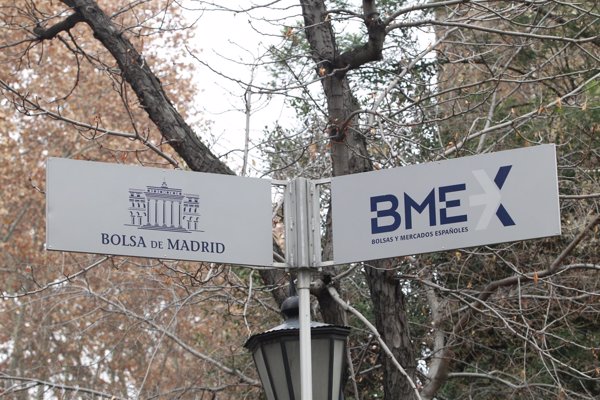 BOLSA DE MADRID
BMEX
BOLSAS Y MERCADOS ESPAÑOLES